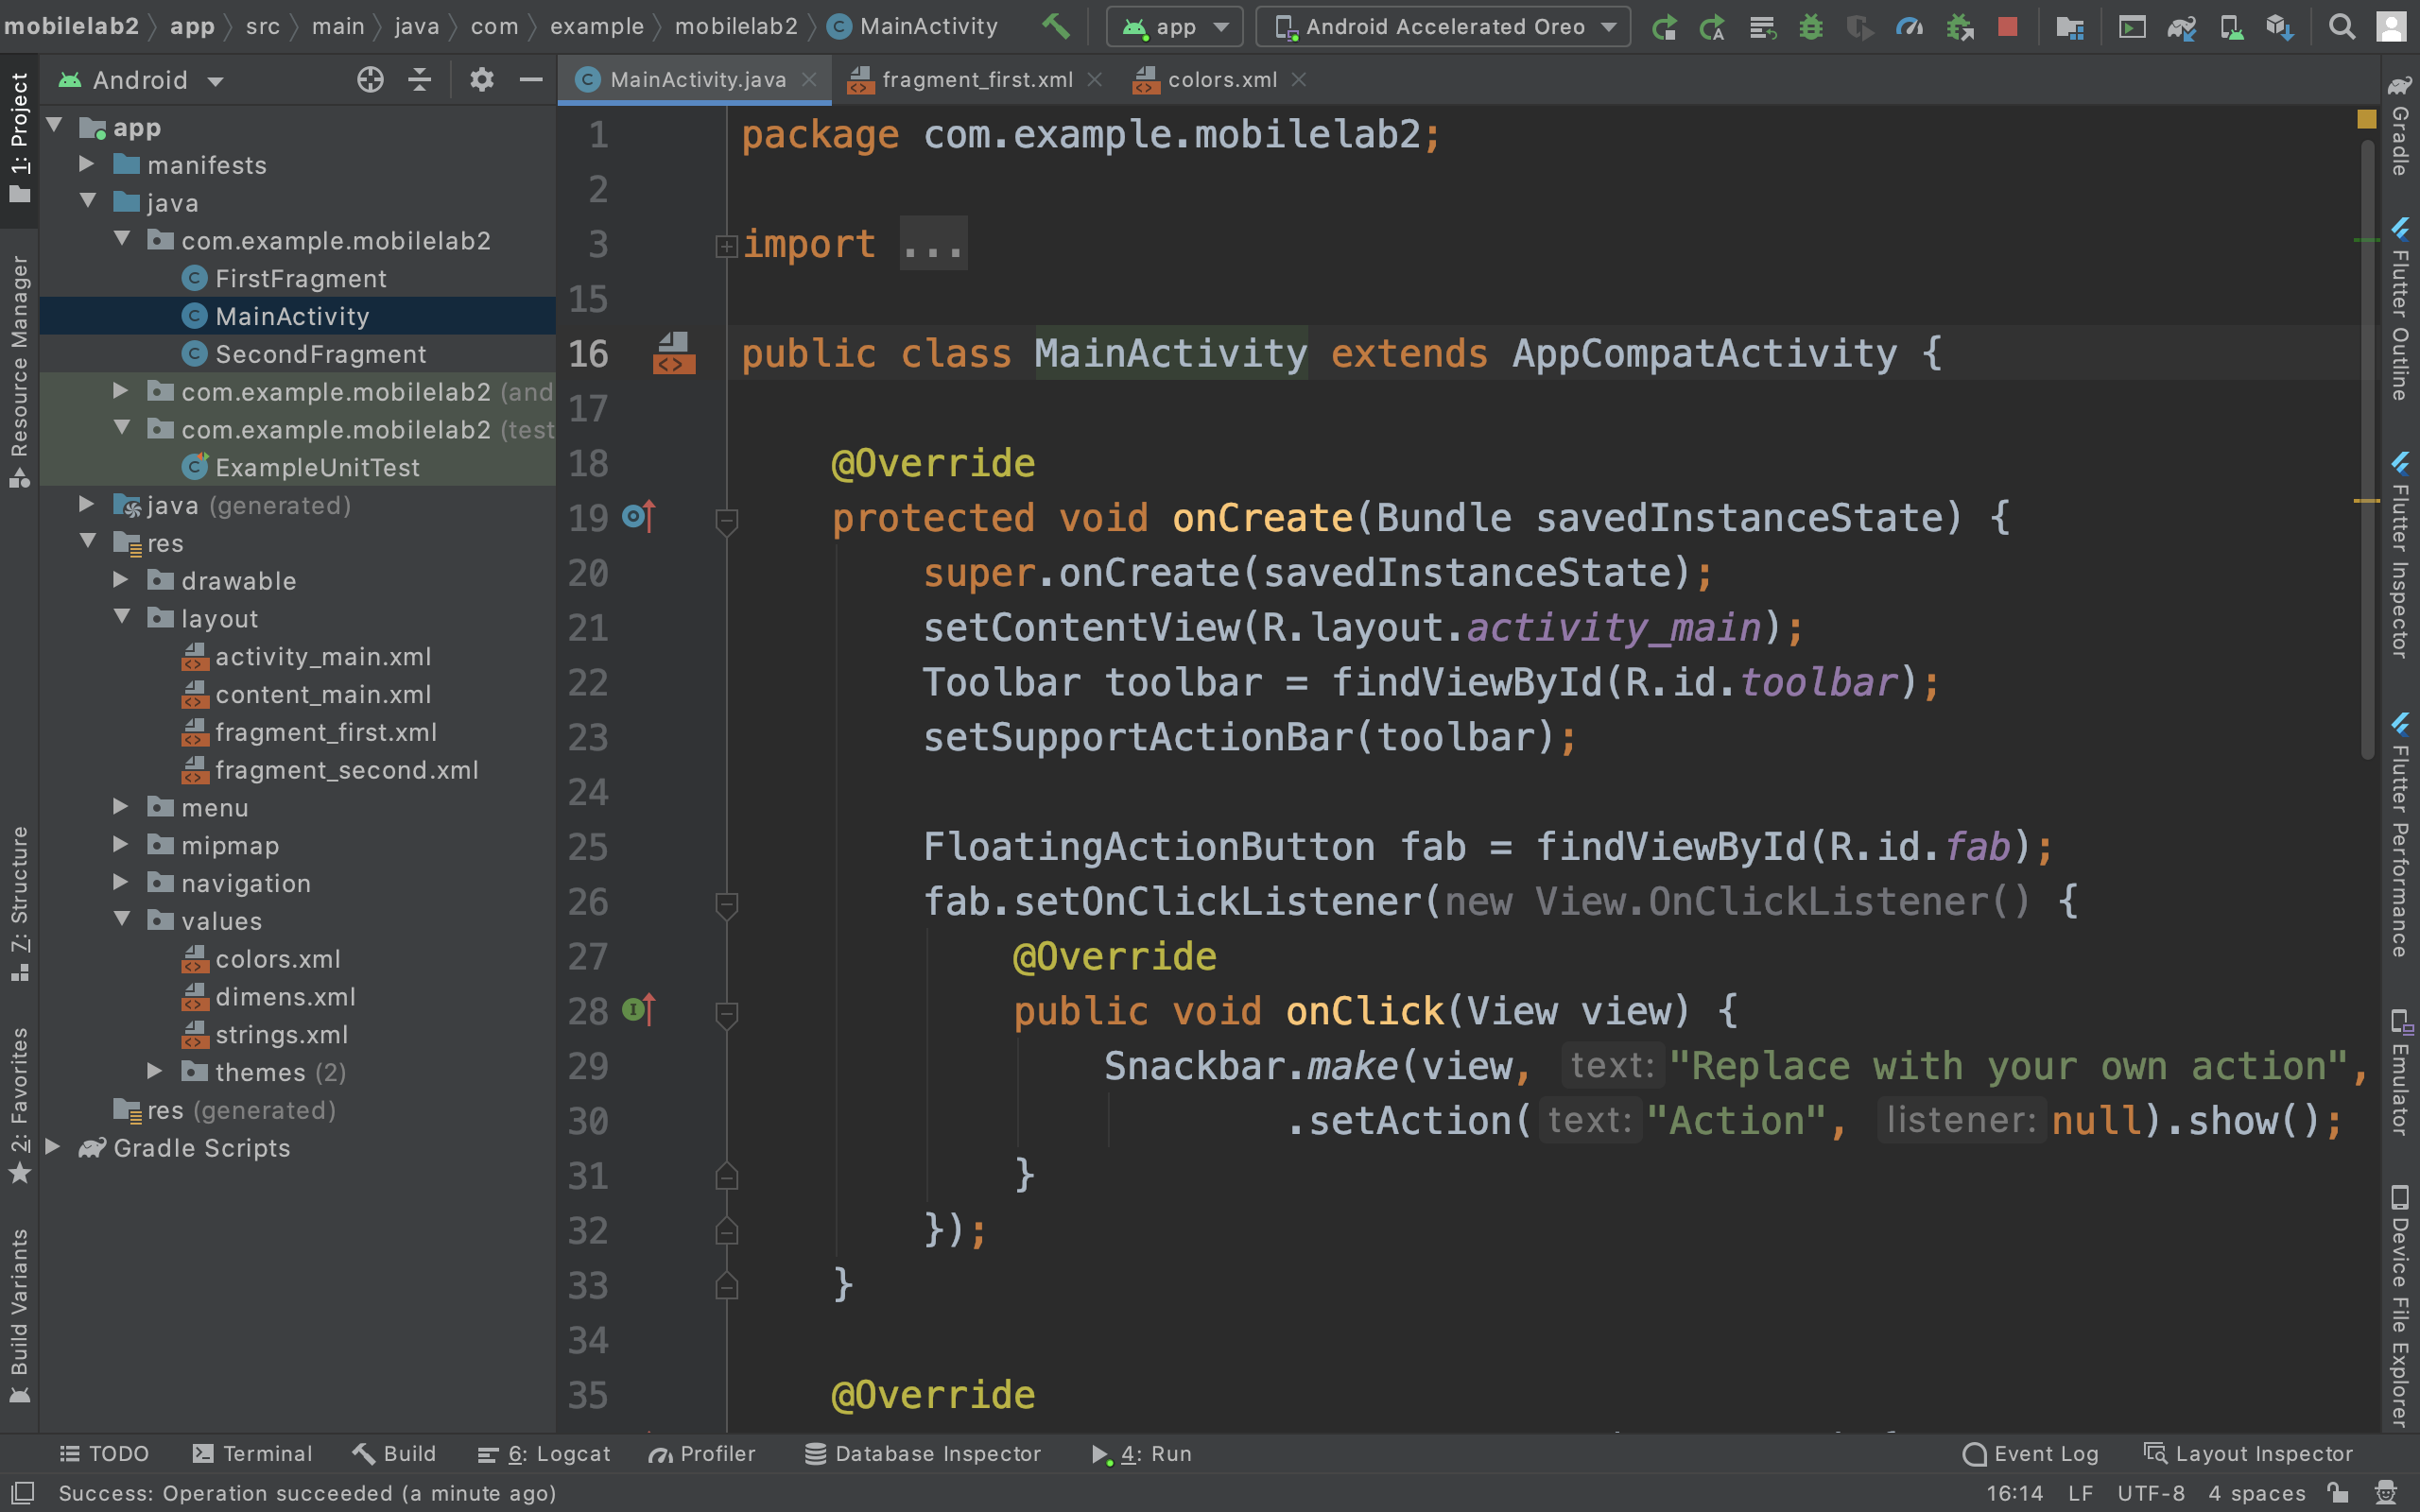 mobilelab2 app src main java com example mobilelab2 MainActivity app Android Accelerated Oreo
Android
MainActivity.java fragment_first.xml colors.xml
1: Project
Resource Manager
7: Structure
2: Favorites
Build Variants
app
manifests
java
com.example.mobilelab2
FirstFragment
MainActivity
SecondFragment
com.example.mobilelab2 (and
com.example.mobilelab2 (test
ExampleUnitTest
java (generated)
res
drawable
layout
activity_main.xml
content_main.xml
fragment_first.xml
fragment_second.xml
menu
mipmap
navigation
values
colors.xml
dimens.xml
strings.xml
themes (2)
res (generated)
Gradle Scripts
1 package com.example.mobilelab2;
2
3 import ...
15
16 public class MainActivity extends AppCompatActivity {
17
18 @Override
19 protected void onCreate(Bundle savedInstanceState) {
20 super.onCreate(savedInstanceState);
21 setContentView(R.layout.activity_main);
22 Toolbar toolbar = findViewById(R.id.toolbar);
23 setSupportActionBar(toolbar);
24
25 FloatingActionButton fab = findViewById(R.id.fab);
26 fab.setOnClickListener(new View.OnClickListener() {
27 @Override
28 public void onClick(View view) {
29 Snackbar.make(view, text: "Replace with your own action",
30 .setAction( text: "Action", listener: null).show();
31 }
32 });
33 }
34
35 @Override
Gradle
Flutter Outline
Flutter Inspector
Flutter Performance
Emulator
Device File Explorer
TODO Terminal Build 6: Logcat Profiler Database Inspector 4: Run Event Log Layout Inspector
Success: Operation succeeded (a minute ago) 16:14 LF UTF-8 4 spaces